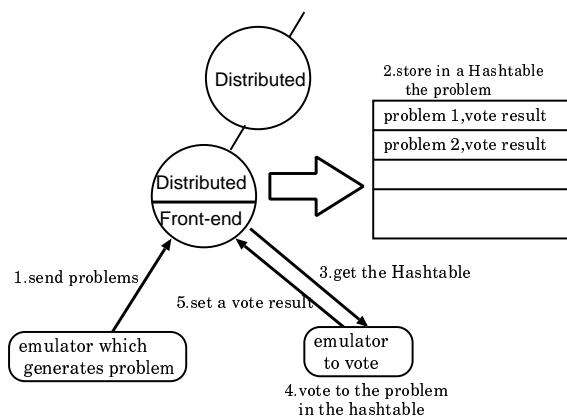 Distributed
2.store in a Hashtable
the problem
problem 1,vote result
problem 2,vote result
Distributed
Front-end
1.send problems
3.get the Hashtable
5.set a vote result
emulator which
generates problem
emulator
to vote
4.vote to the problem
in the hashtable